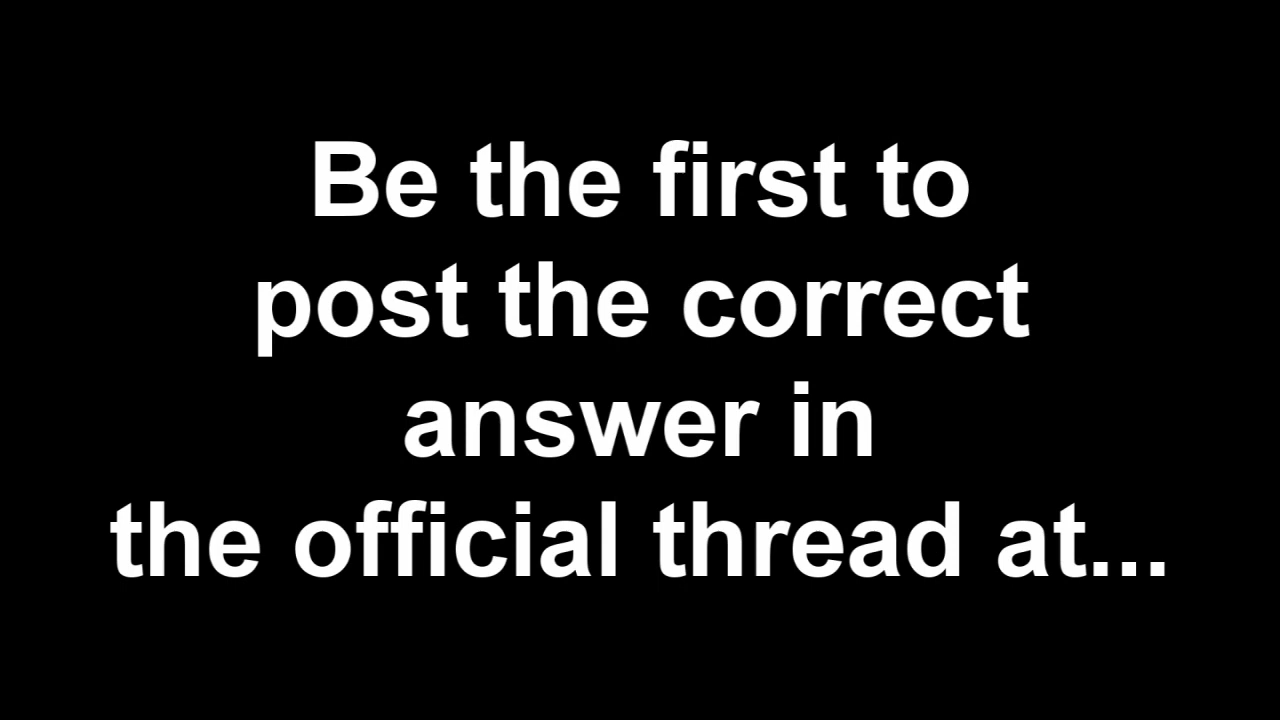 Be the first to
post the correct
answer in
the official thread at...